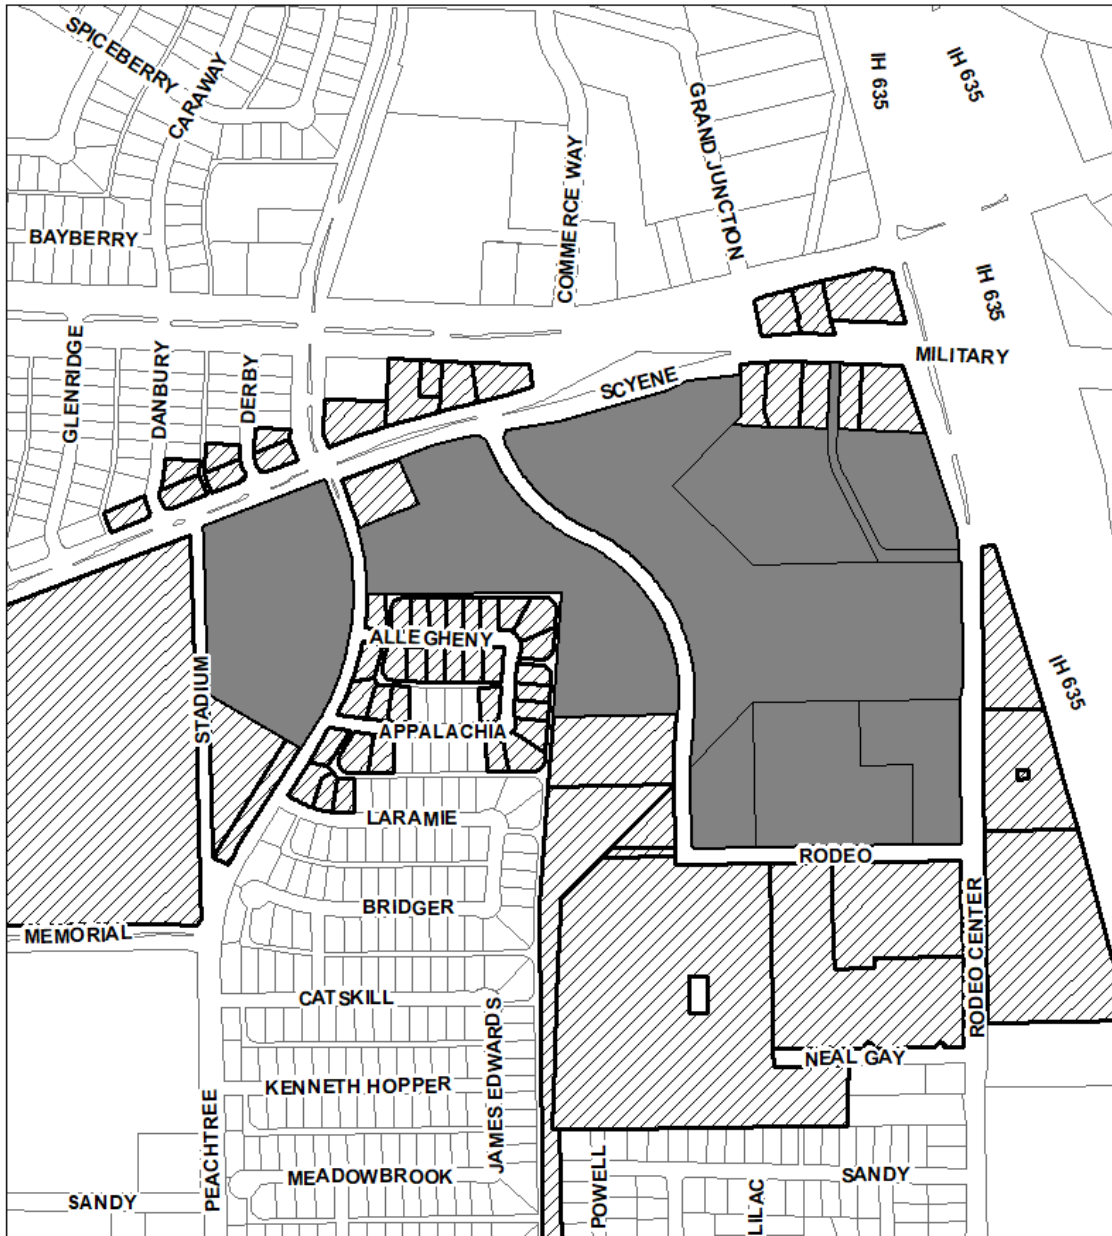 SPICEBERRY
CARAWAY
IH 635
IH 635
GRAND JUNCTION
COMMERCE WAY
BAYBERRY
IH 635
GLENRIDGE
DANBURY
DERBY
MILITARY
SCYENE
ALLEGHENY
STADIUM
IH 635
APPALACHIA
LARAMIE
RODEO
BRIDGER
MEMORIAL
RODEO CENTER
CATSKILL
JAMES EDWARDS
NEAL GAY
KENNETH HOPPER
PEACHTREE
MEADOWBROOK
SANDY
POWELL
LILAC
SANDY